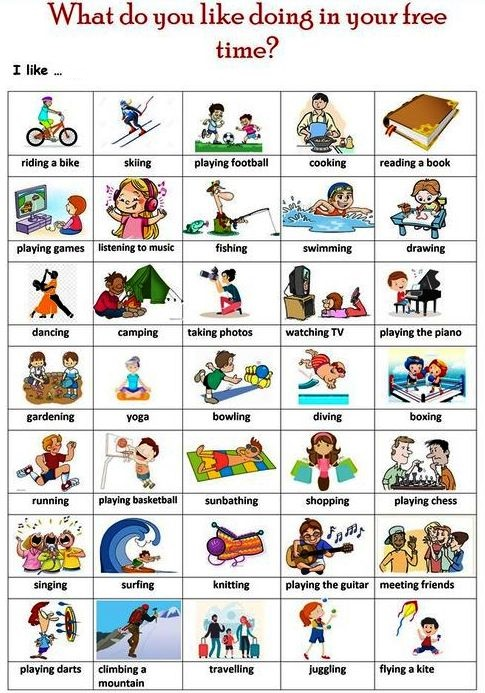 What do you like doing in your free
time?
I like ...
riding a bike
skiing
playing football
cooking
reading a book
playing games
listening to music
fishing
swimming
drawing
dancing
camping
taking photos
watching TV
playing the piano
gardening
yoga
bowling
diving
boxing
running
playing basketball
sunbathing
shopping
playing chess
singing
surfing
knitting
playing the guitar
meeting friends
playing darts
climbing a
mountain
travelling
juggling
flying a kite